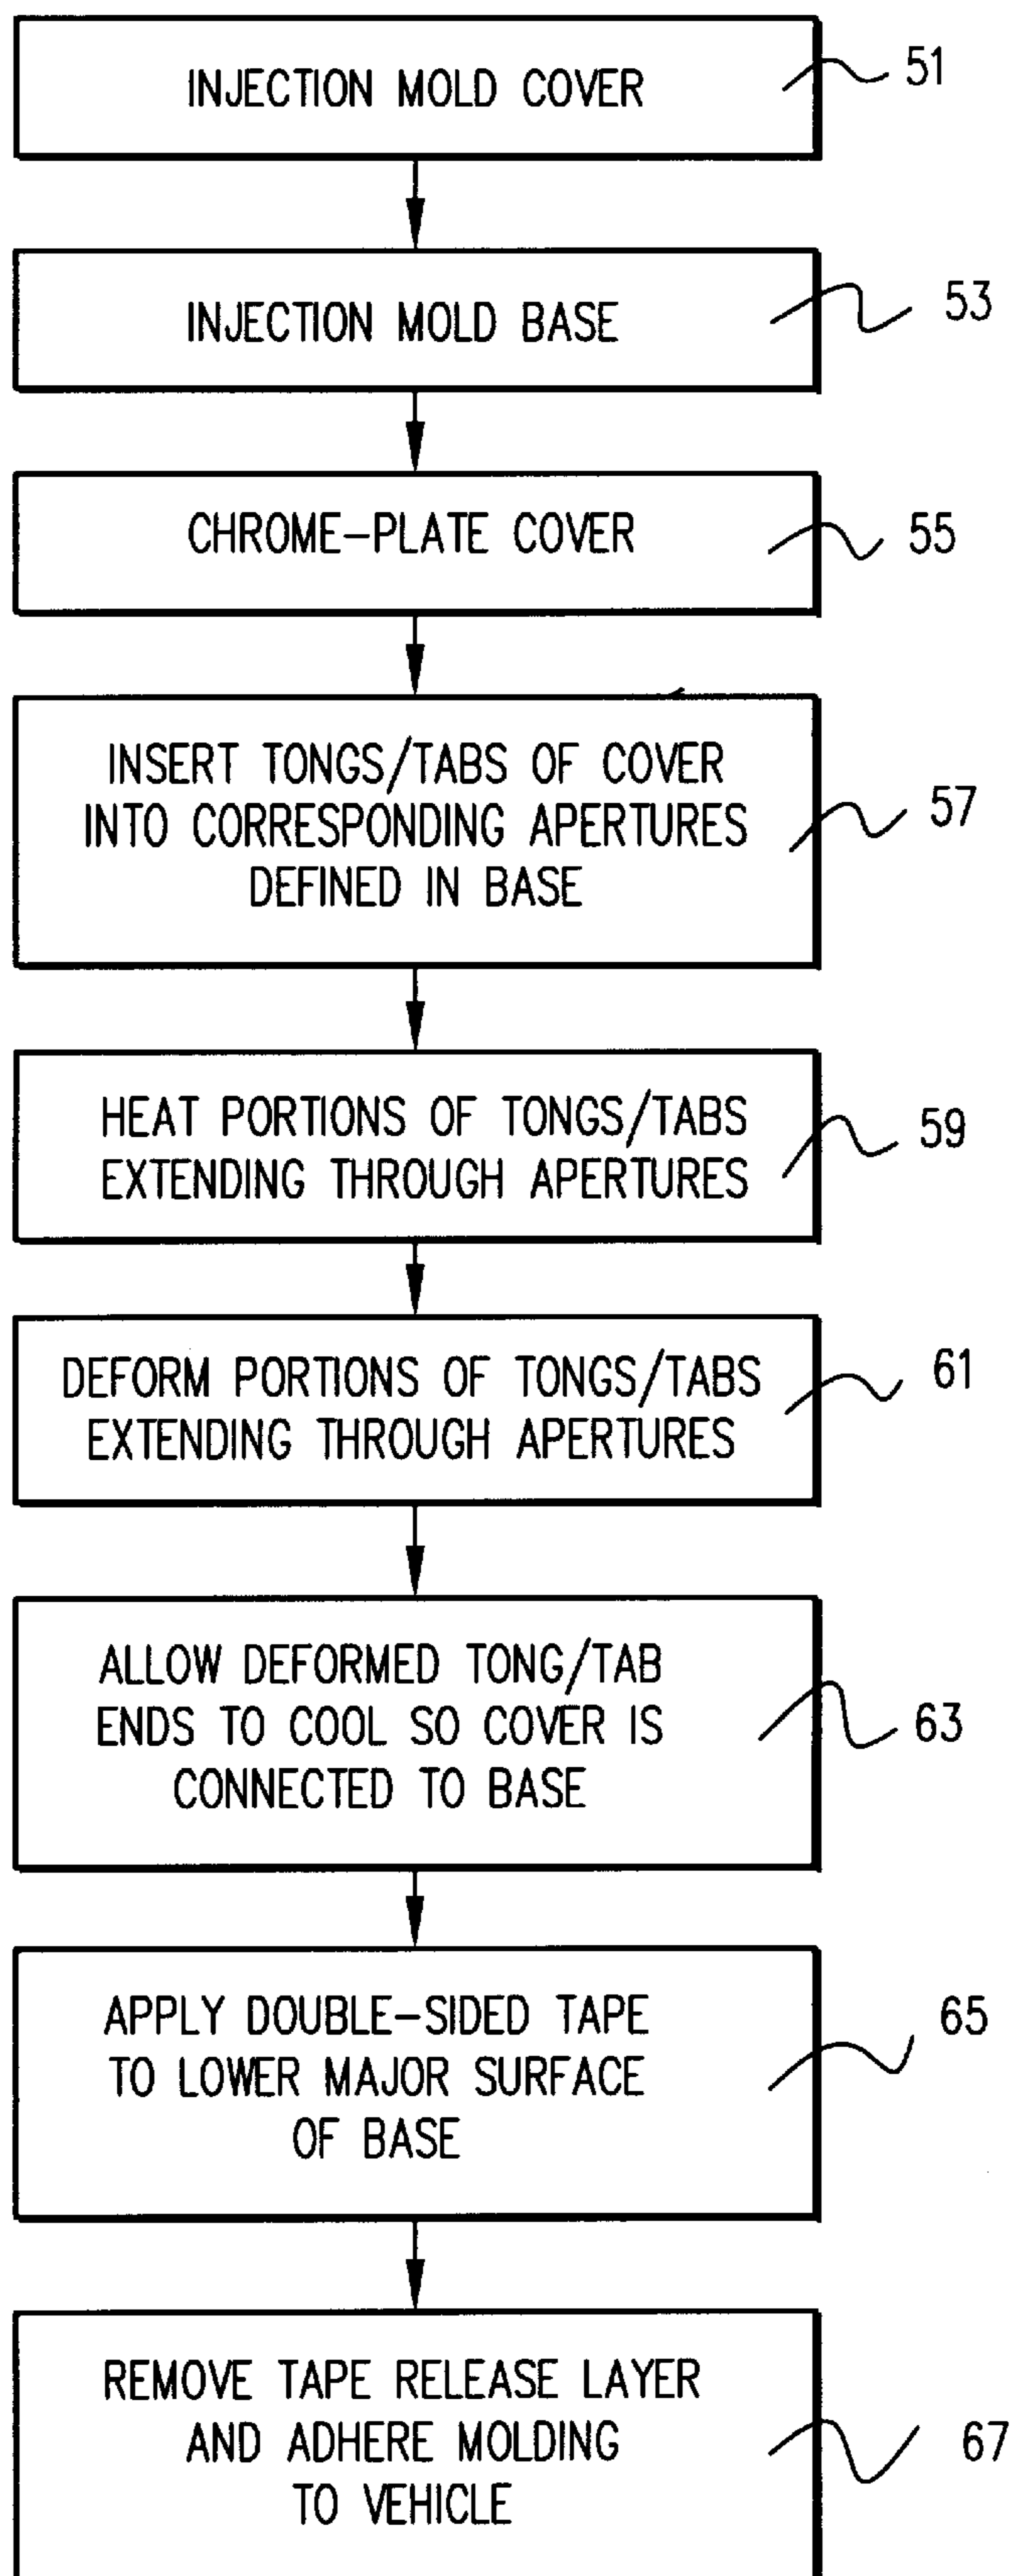 INJECTION MOLD COVER
51
INJECTION MOLD BASE
53
CHROME-PLATE COVER
55
INSERT TONGS/TABS OF COVER
INTO CORRESPONDING APERTURES
DEFINED IN BASE
57
HEAT PORTIONS OF TONGS/TABS
EXTENDING THROUGH APERTURES
59
DEFORM PORTIONS OF TONGS/TABS
EXTENDING THROUGH APERTURES
61
ALLOW DEFORMED TONG/TAB
ENDS TO COOL SO COVER IS
CONNECTED TO BASE
63
APPLY DOUBLE-SIDED TAPE
TO LOWER MAJOR SURFACE
OF BASE
65
REMOVE TAPE RELEASE LAYER
AND ADHERE MOLDING
TO VEHICLE
67